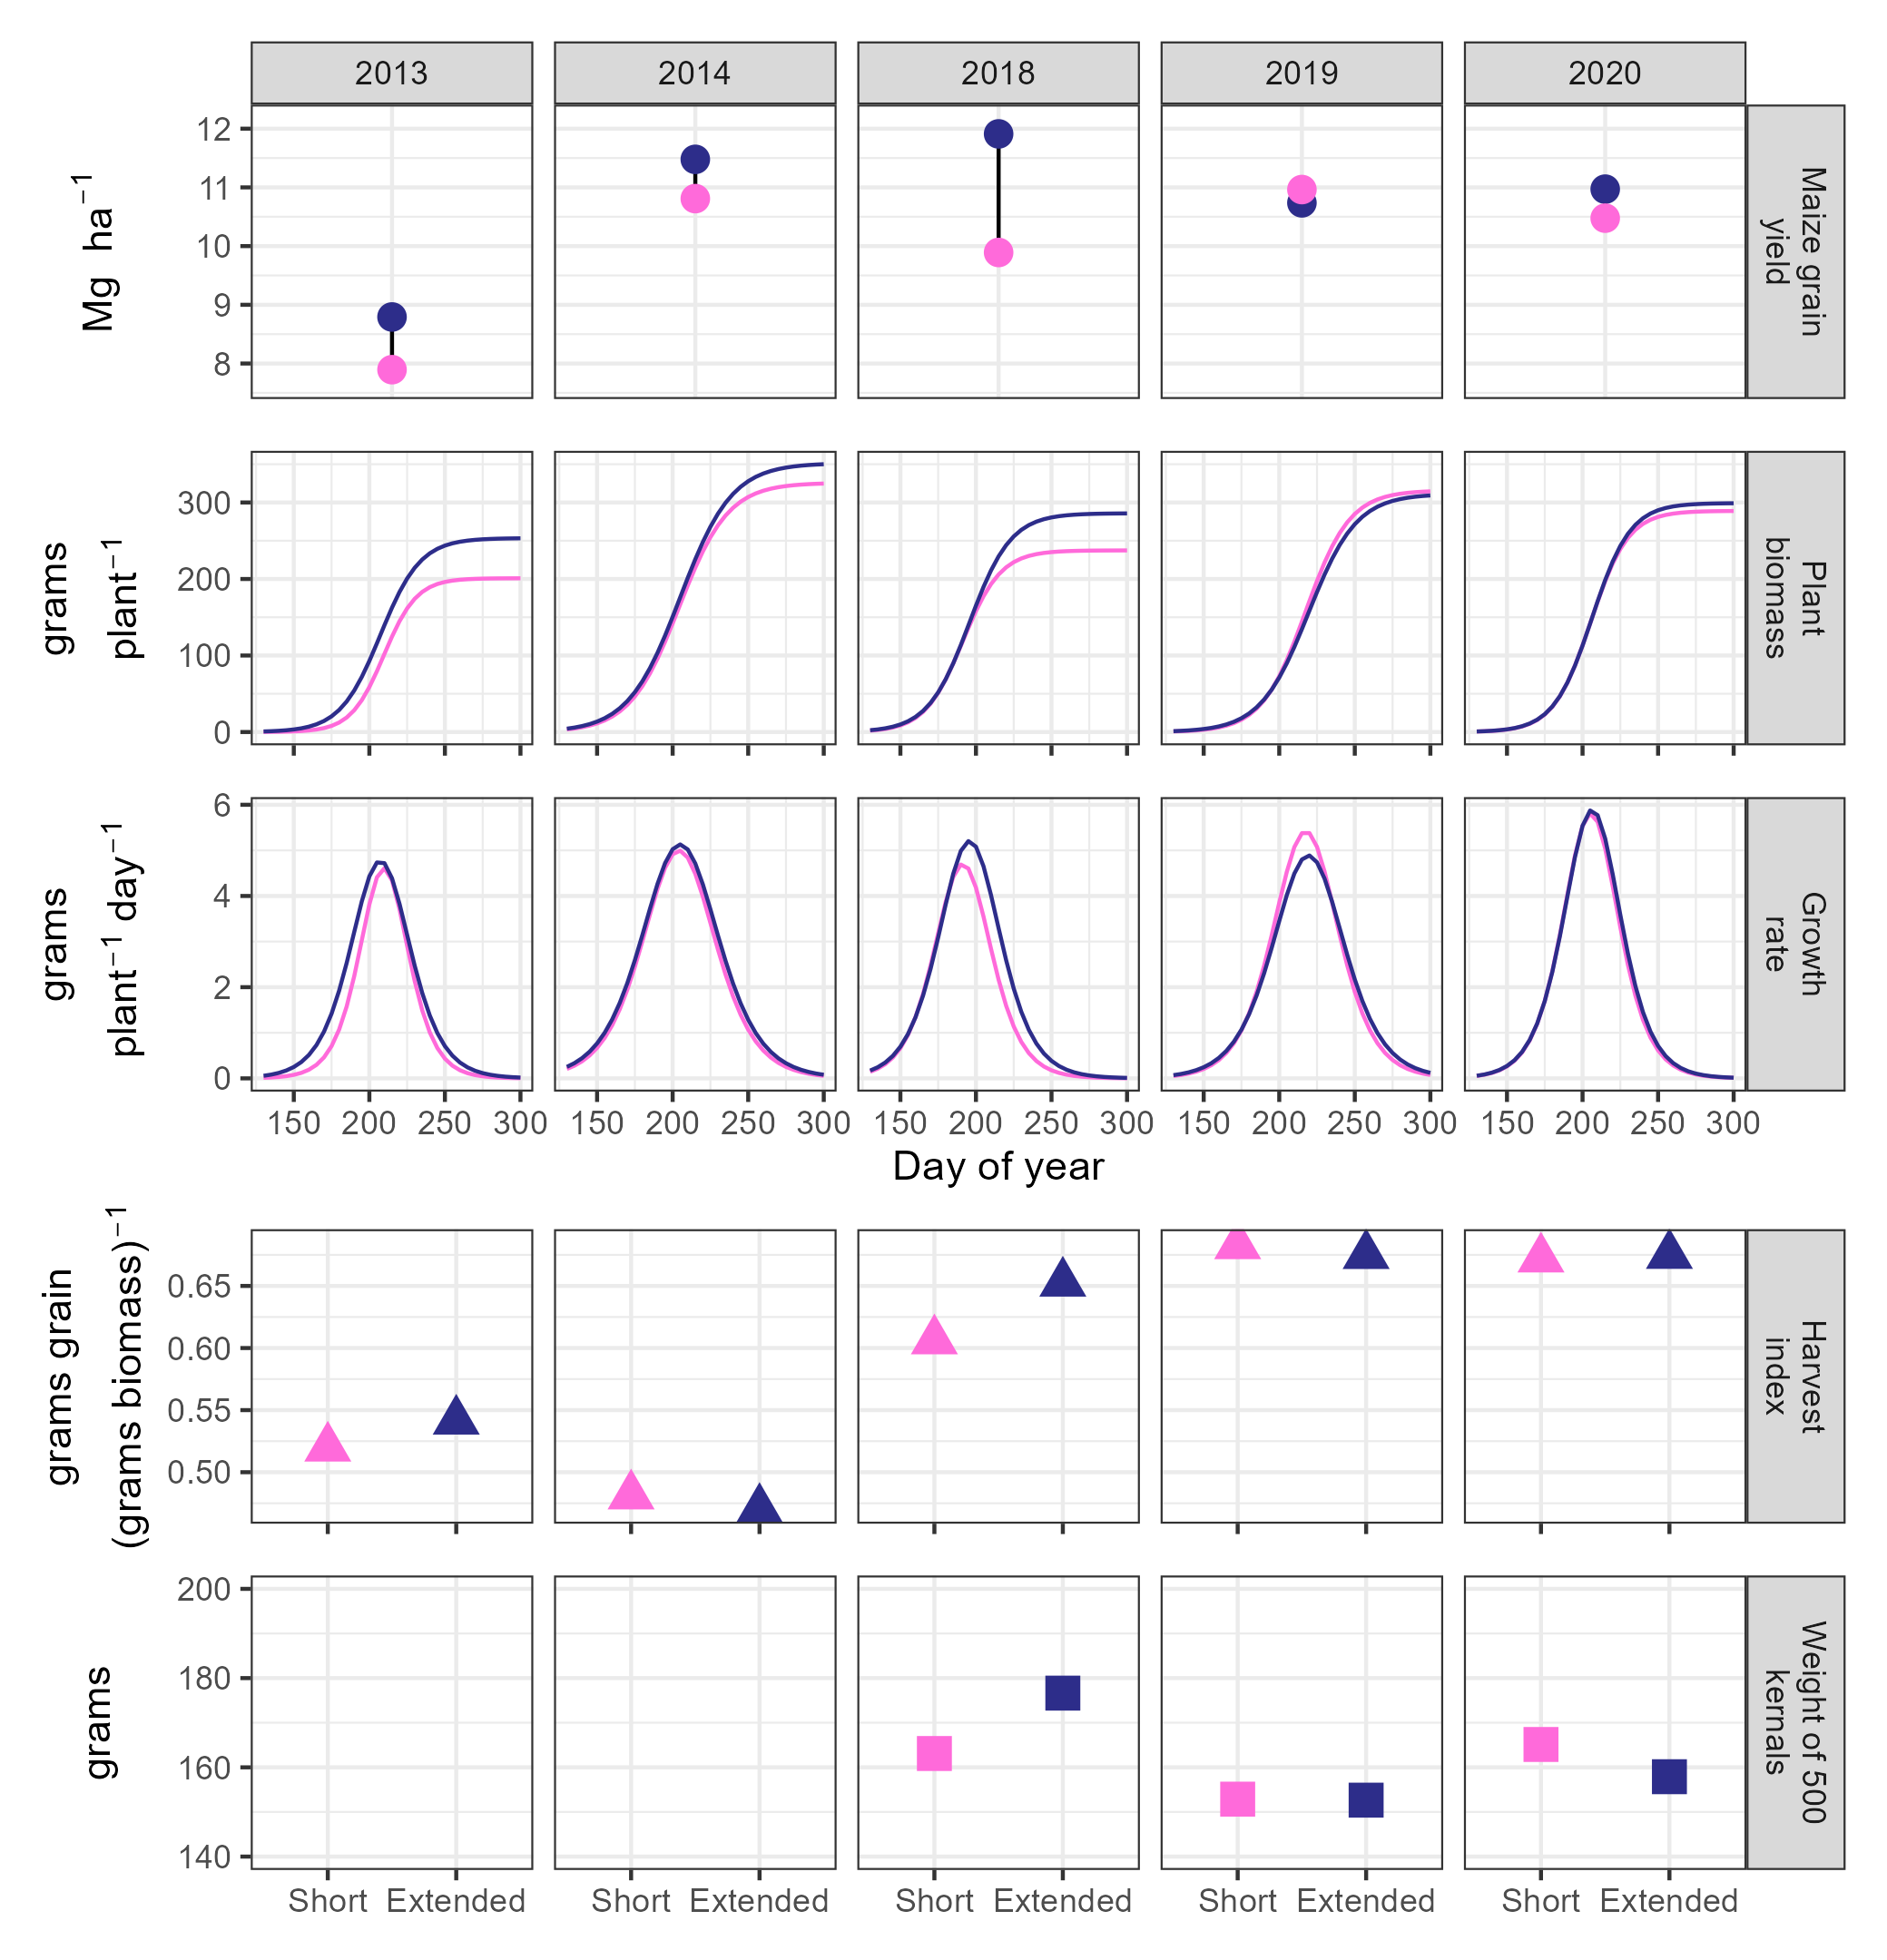 2013 2014 2018 2019 2020
Mg ha⁻¹
12
11
10
9
8
Maize grain
yield
grams
plant⁻¹
300
200
100
0
Plant
biomass
grams
plant⁻¹ day⁻¹
6
4
2
0
Growth
rate
150 200 250 300 150 200 250 300 150 200 250 300 150 200 250 300 150 200 250 300
Day of year
grams grain
(grams biomass)⁻¹
0.65
0.60
0.55
0.50
Harvest
index
grams
200
180
160
140
Weight of 500
kernals
Short Extended Short Extended Short Extended Short Extended Short Extended